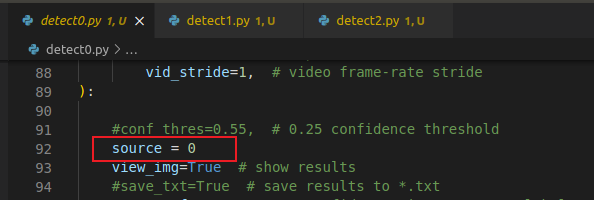 detect0.py 1, U detect1.py 1, U detect2.py 1, U
detect0.py > ...
88 vid_stride=1, # video frame-rate stride
89 ):
90
91 #conf_thres=0.55, # 0.25 confidence threshold
92 source = 0
93 view_img=True # show results
94 #save_txt=True # save results to *.txt